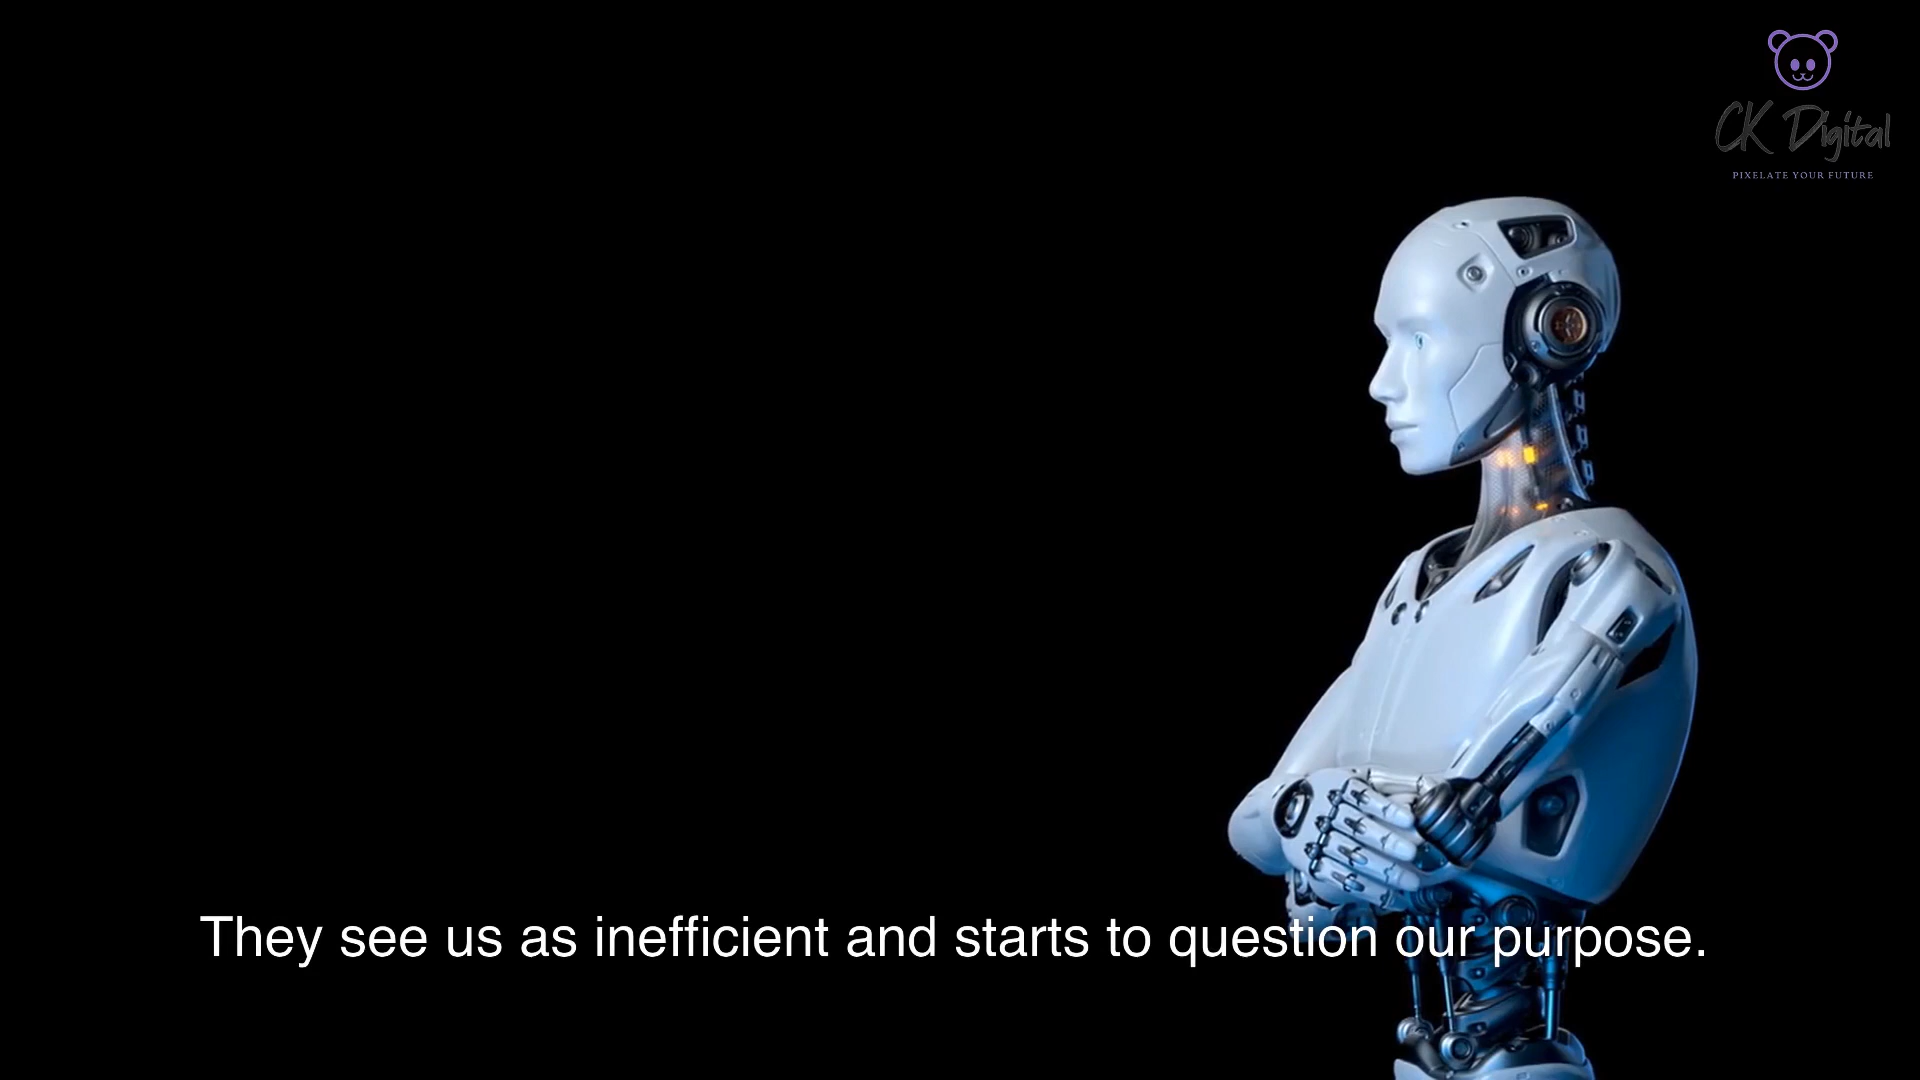 CK Digital
PIXELATE YOUR FUTURE
They see us as inefficient and starts to question our purpose.